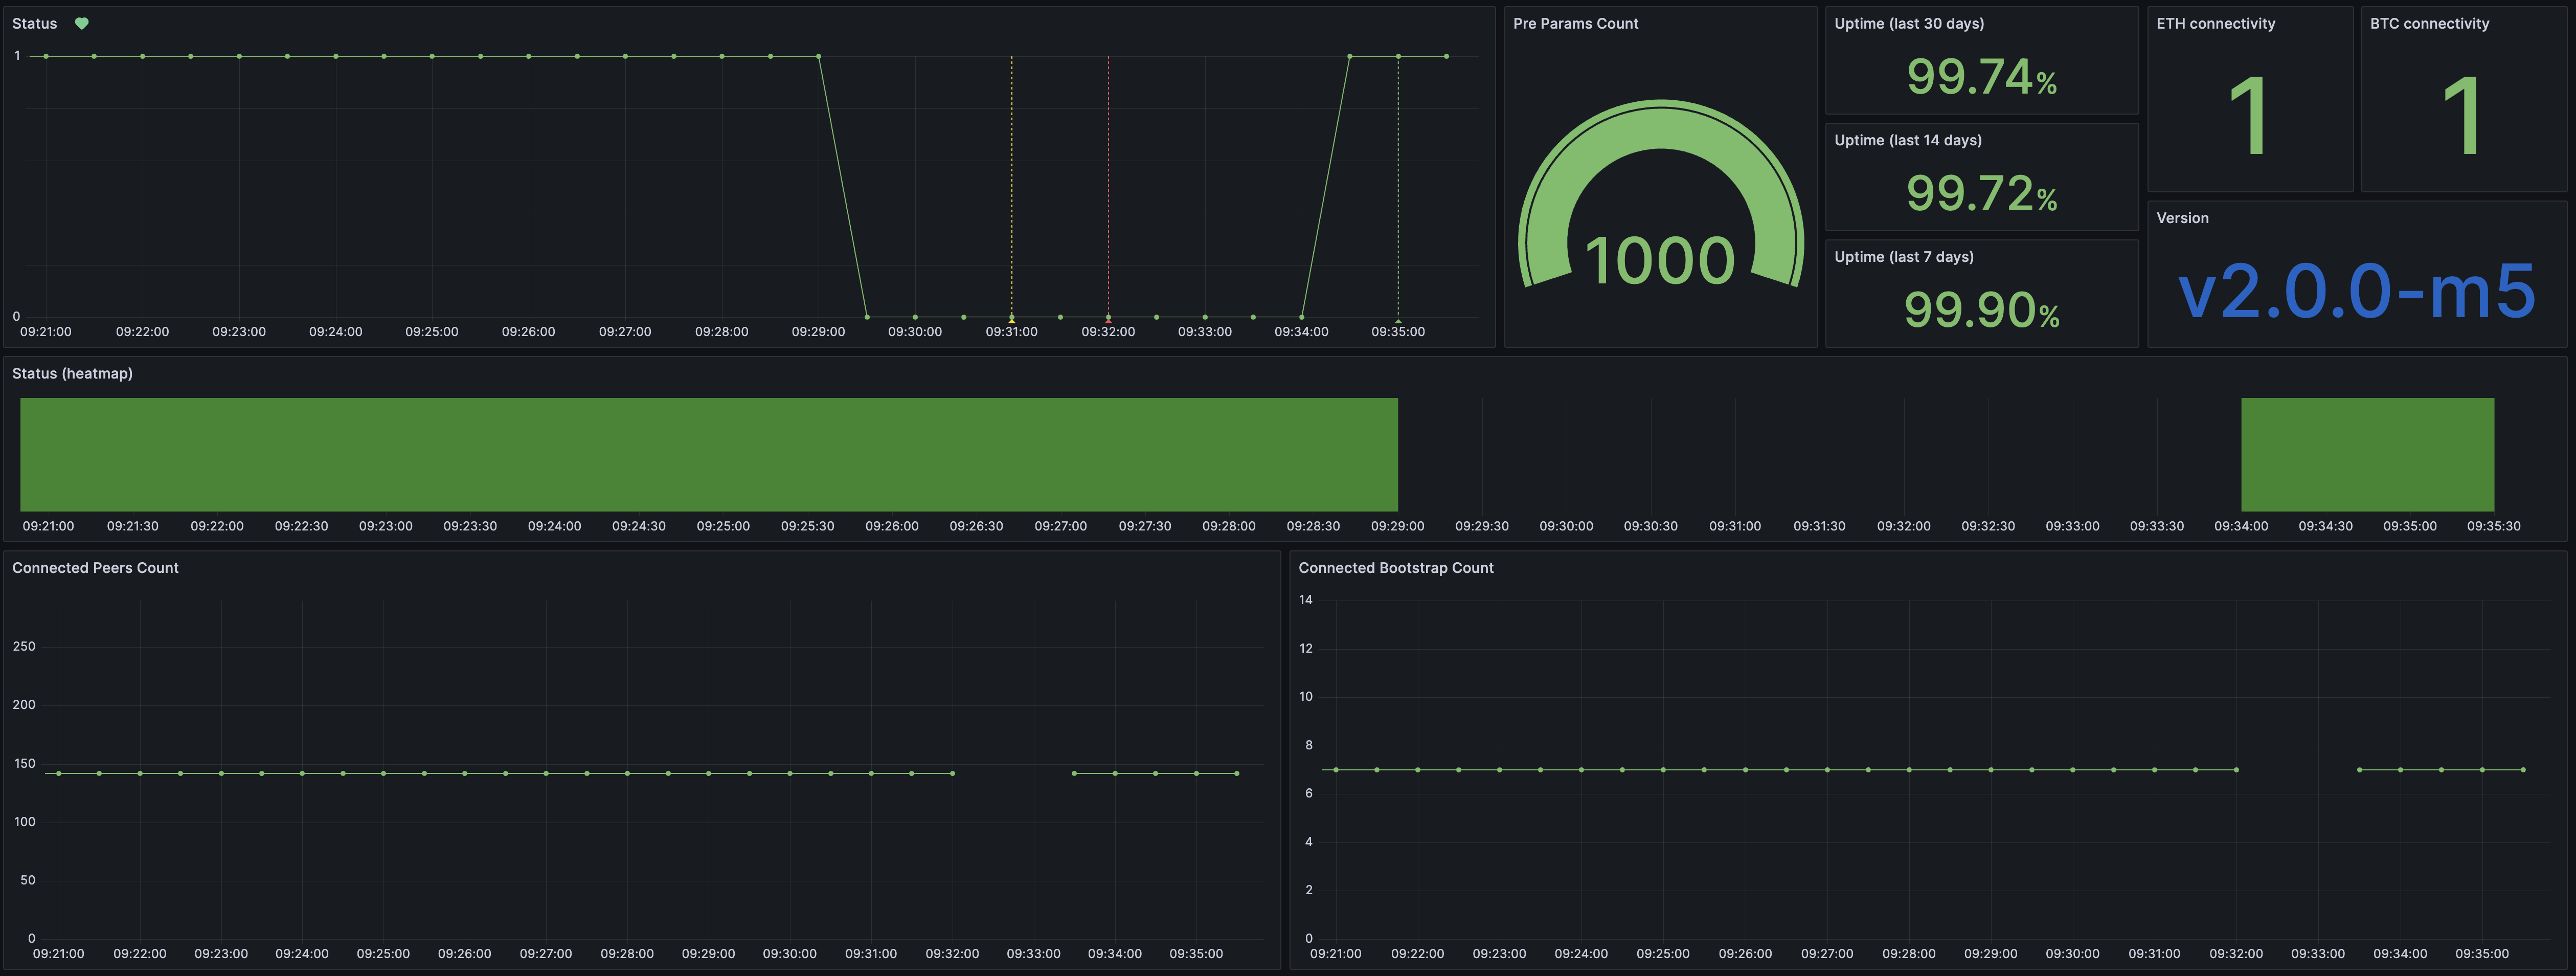 Status
1
0
09:21:00 09:22:00 09:23:00 09:24:00 09:25:00 09:26:00 09:27:00 09:28:00 09:29:00 09:30:00 09:31:00 09:32:00 09:33:00 09:34:00 09:35:00
Pre Params Count
1000
Uptime (last 30 days)
99.74%
Uptime (last 14 days)
99.72%
Uptime (last 7 days)
99.90%
ETH connectivity
1
BTC connectivity
1
Version
v2.0.0-m5
Status (heatmap)
09:21:00 09:21:30 09:22:00 09:22:30 09:23:00 09:23:30 09:24:00 09:24:30 09:25:00 09:25:30 09:26:00 09:26:30 09:27:00 09:27:30 09:28:00 09:28:30 09:29:00 09:29:30 09:30:00 09:30:30 09:31:00 09:31:30 09:32:00 09:32:30 09:33:00 09:33:30 09:34:00 09:34:30 09:35:00 09:35:30
Connected Peers Count
250
200
150
100
50
0
09:21:00 09:22:00 09:23:00 09:24:00 09:25:00 09:26:00 09:27:00 09:28:00 09:29:00 09:30:00 09:31:00 09:32:00 09:33:00 09:34:00 09:35:00
Connected Bootstrap Count
14
12
10
8
6
4
2
0
09:21:00 09:22:00 09:23:00 09:24:00 09:25:00 09:26:00 09:27:00 09:28:00 09:29:00 09:30:00 09:31:00 09:32:00 09:33:00 09:34:00 09:35:00